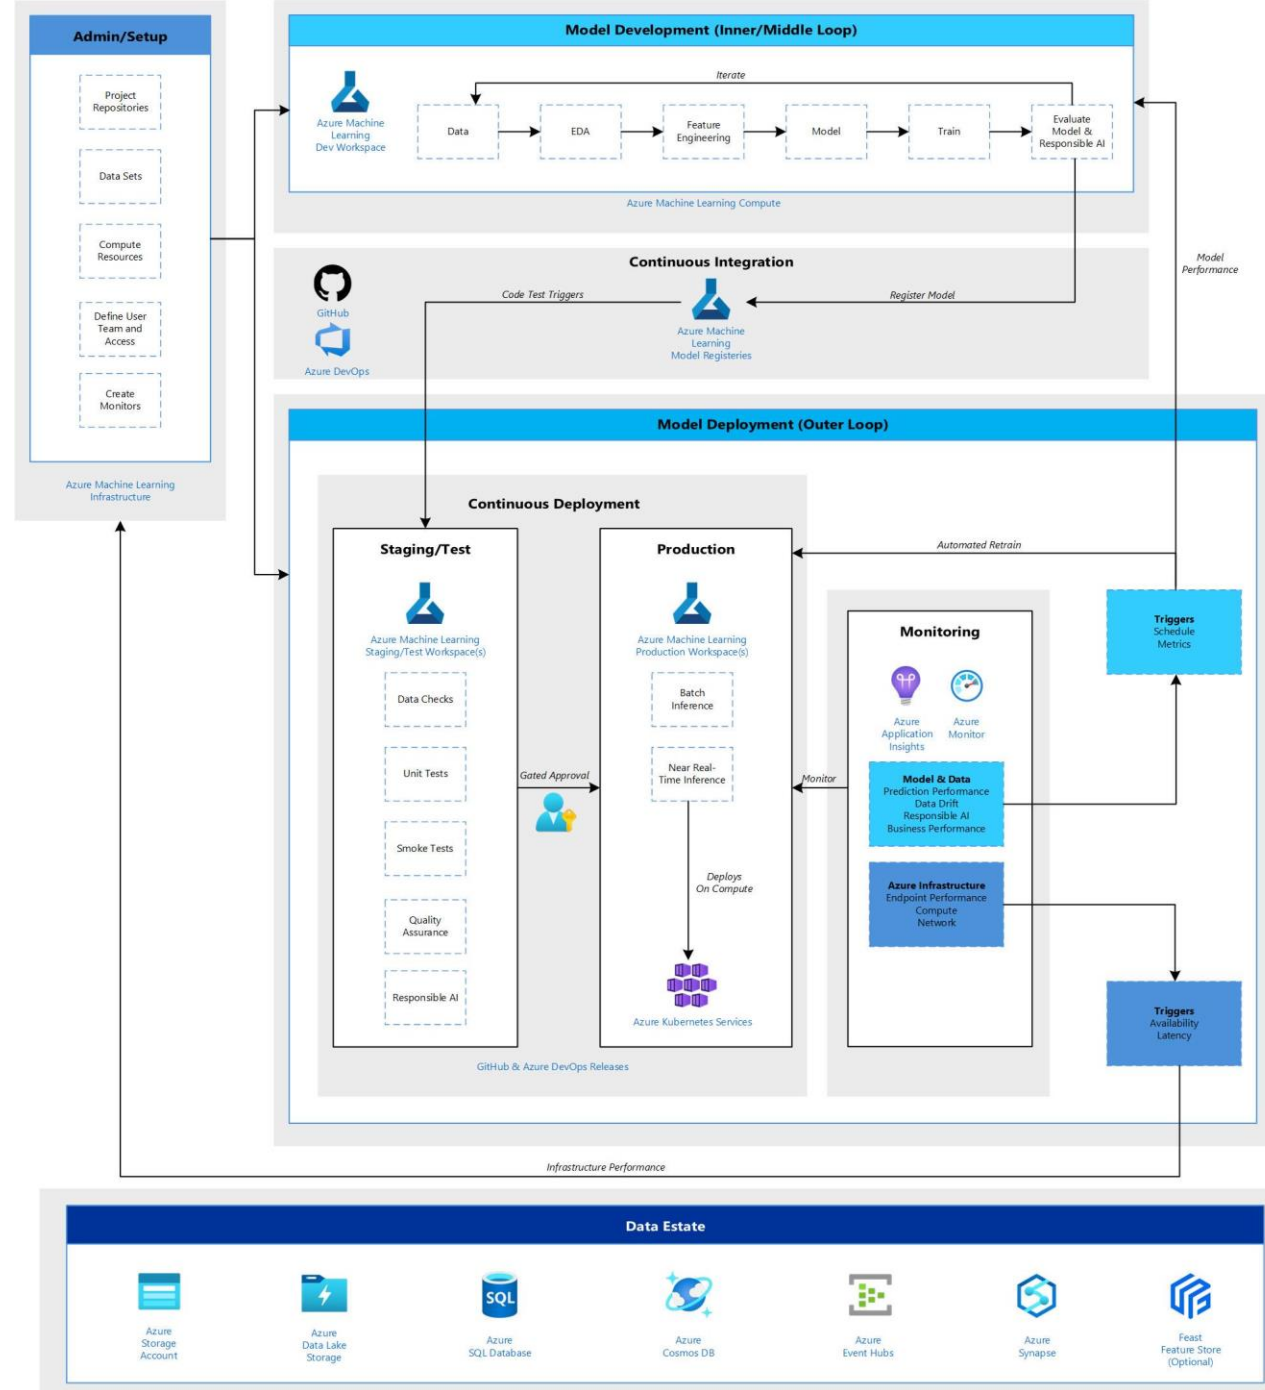 Admin/Setup
Project
Repositories
Data Sets
Compute
Resources
Define User
Team and
Access
Create
Monitors
Azure Machine Learning
Infrastructure
Model Development (Inner/Middle Loop)
Iterate
Azure Machine
Learning
Dev Workspace
Data
EDA
Feature
Engineering
Model
Train
Evaluate
Model &
Responsible AI
Azure Machine Learning Compute
Model
Performance
Continuous Integration
GitHub
Azure DevOps
Code Test Triggers
Register Model
Azure Machine
Learning
Model Registeries
Model Deployment (Outer Loop)
Continuous Deployment
Staging/Test
Azure Machine Learning
Staging/Test Workspace(s)
Data Checks
Unit Tests
Smoke Tests
Quality
Assurance
Responsible AI
Gated Approval
Production
Azure Machine Learning
Production Workspace(s)
Batch
Inference
Near Real-
Time Inference
Deploys
On Compute
Azure Kubernetes Services
GitHub & Azure DevOps Releases
Automated Retrain
Monitor
Monitoring
Azure
Application
Insights
Azure
Monitor
Model & Data
Prediction Performance
Data Drift
Responsible AI
Business Performance
Azure Infrastructure
Endpoint Performance
Compute
Network
Triggers
Schedule
Metrics
Triggers
Availability
Latency
Infrastructure Performance
Data Estate
Azure
Storage
Account
Azure
Data Lake
Storage
SQL
Azure
SQL Database
Azure
Cosmos DB
Azure
Event Hubs
Azure
Synapse
Feast
Feature Store
(Optional)